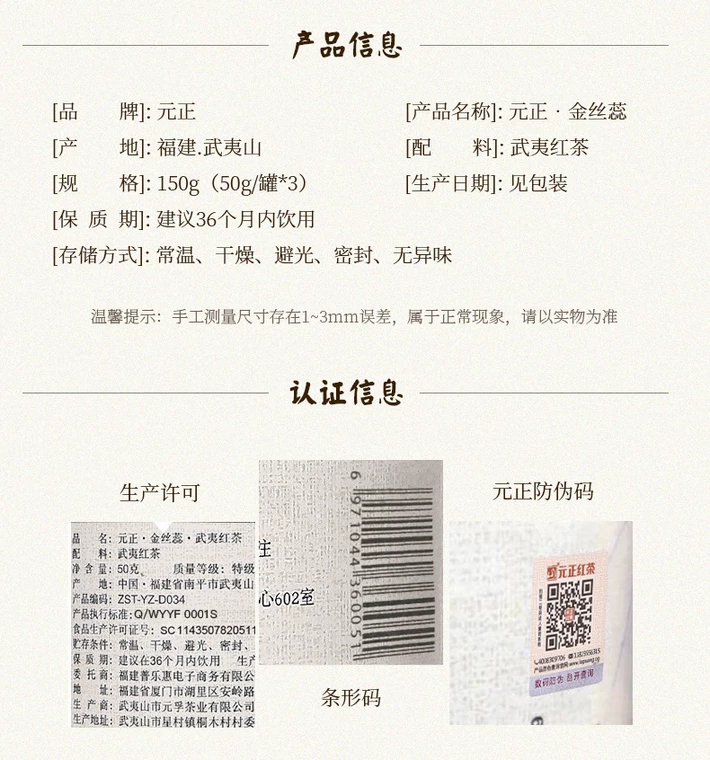 产品信息
[品 牌]: 元正
[产品名称]: 元正 · 金丝蕊
[产 地]: 福建.武夷山
[配 料]: 武夷红茶
[规 格]: 150g（50g/罐*3）
[生产日期]: 见包装
[保 质 期]: 建议36个月内饮用
[存储方式]: 常温、干燥、避光、密封、无异味
温馨提示：手工测量尺寸存在1~3mm误差，属于正常现象，请以实物为准
认证信息
生产许可
品 名：元正·金丝蕊·武夷红茶
配 料：武夷红茶
净含量：50克 质量等级：特级
产 地：中国·福建省南平市武夷山
产品编码：ZST-YZ-D034
产品执行标准：Q/WYYF 0001S
食品生产许可证号：SC1143507820511
贮存条件：常温、干燥、避光、密封、
保 质 期：建议在36个月内饮用 生产
委 托 商：福建普乐惠电子商务有限公
地 址：福建省厦门市湖里区安岭路
生 产 商：武夷山市元孚茶业有限公司
生产地址：武夷山市星村镇桐木村村委
注
心602室
6 971044 360051
条形码
元正防伪码
元正红茶
数码防伪